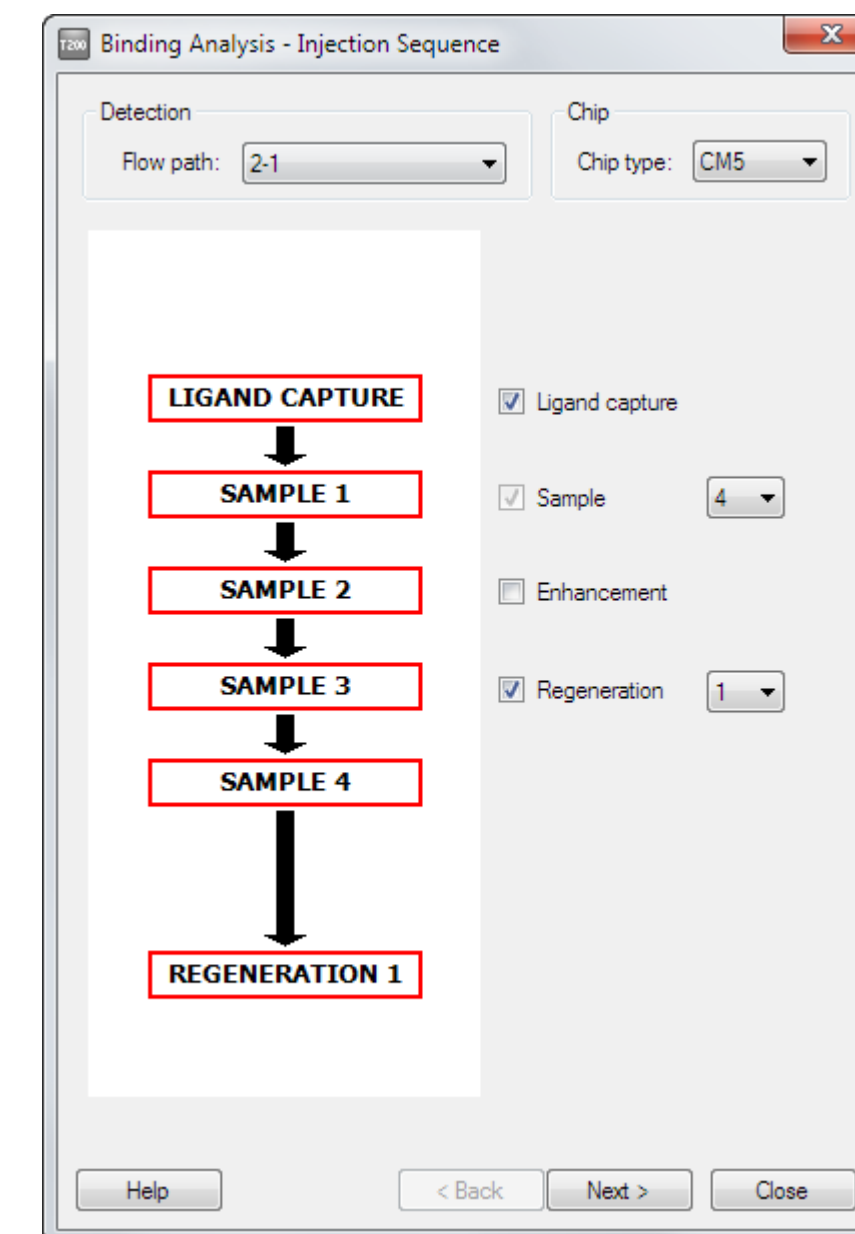 T200 Binding Analysis - Injection Sequence
Detection
Flow path: 2-1
Chip
Chip type: CM5
LIGAND CAPTURE
Ligand capture
SAMPLE 1
Sample 4
SAMPLE 2
Enhancement
SAMPLE 3
Regeneration 1
SAMPLE 4
REGENERATION 1
Help < Back Next > Close